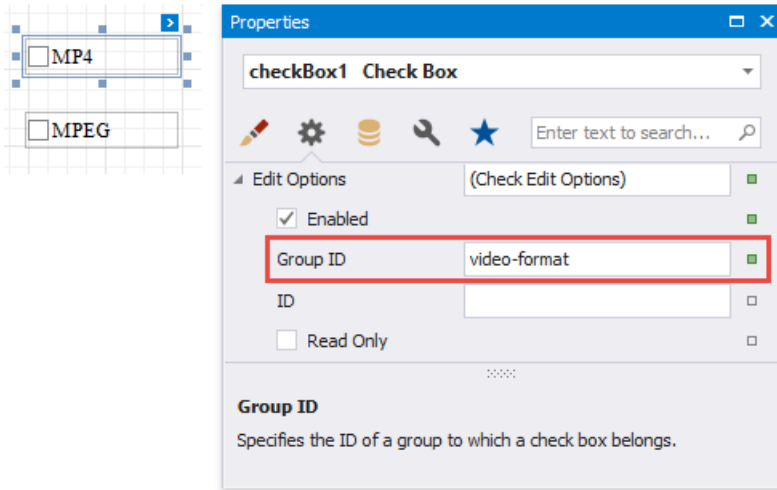 MP4
MPEG
Properties
checkBox1 Check Box
Enter text to search...
Edit Options (Check Edit Options)
Enabled
Group ID video-format
ID
Read Only
Group ID
Specifies the ID of a group to which a check box belongs.